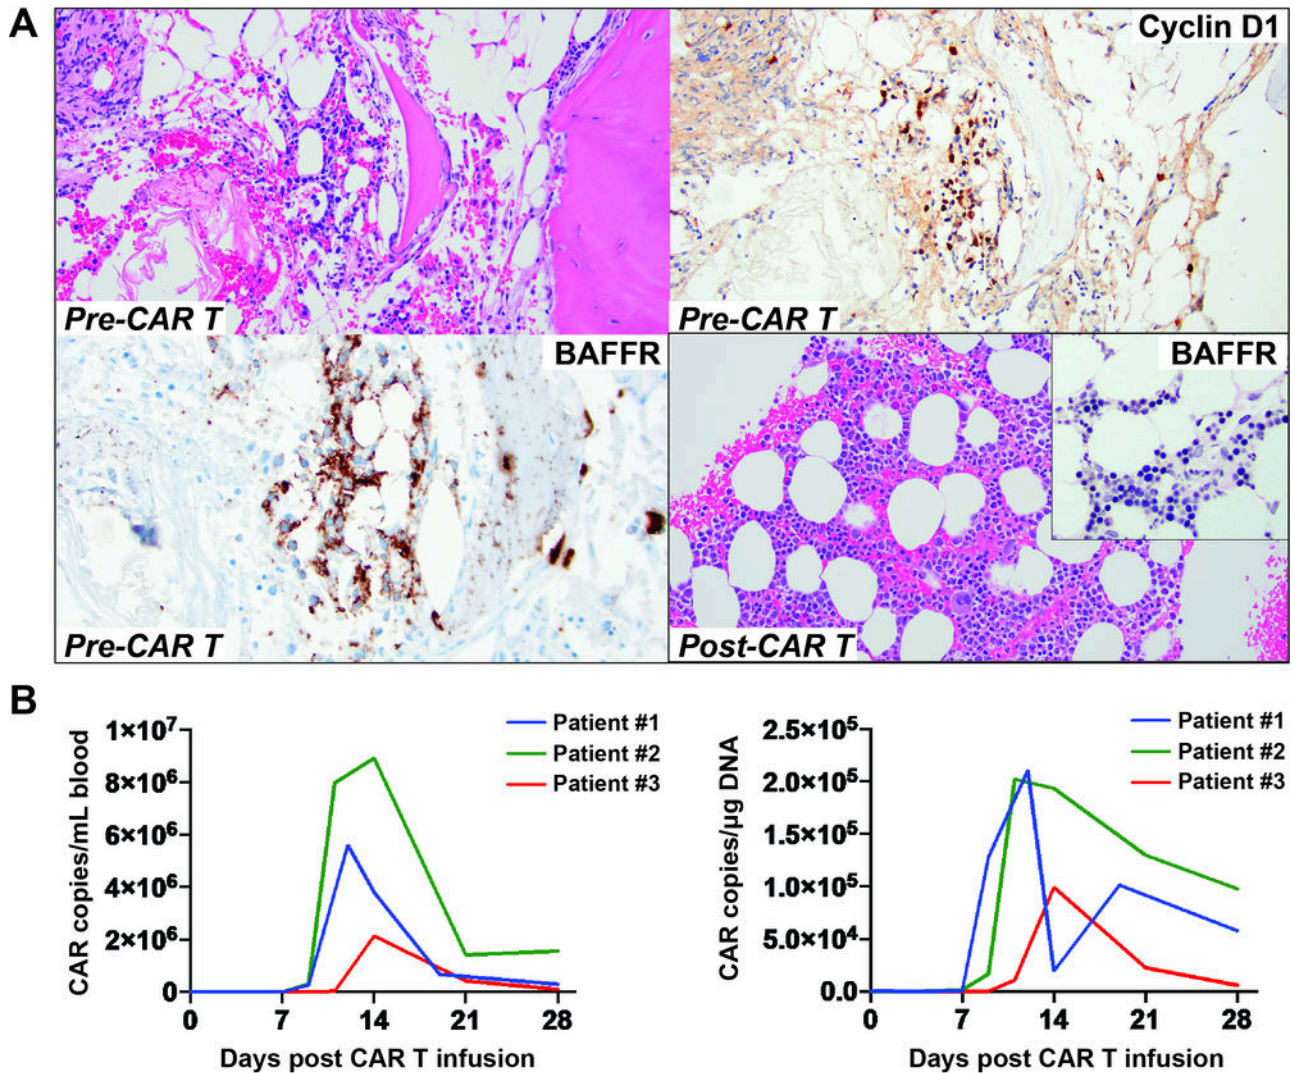 A
Cyclin D1
Pre-CAR T
Pre-CAR T
BAFFR
BAFFR
Pre-CAR T
Post-CAR T
B
CAR copies/mL blood
1×10⁷
8×10⁶
6×10⁶
4×10⁶
2×10⁶
0
0 7 14 21 28
Days post CAR T infusion
Patient #1
Patient #2
Patient #3
CAR copies/µg DNA
2.5×10⁵
2.0×10⁵
1.5×10⁵
1.0×10⁵
5.0×10⁴
0.0
0 7 14 21 28
Days post CAR T infusion
Patient #1
Patient #2
Patient #3